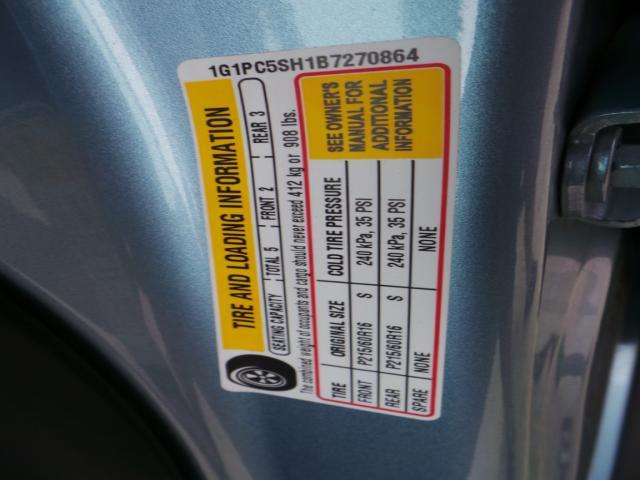 1G1PC5SH1B7270864
TIRE AND LOADING INFORMATION
SEATING CAPACITY TOTAL 5 FRONT 2 REAR 3
The combined weight of occupants and cargo should never exceed 412 kg or 908 lbs.
TIRE ORIGINAL SIZE COLD TIRE PRESSURE
FRONT P215/60R16 S 240 kPa, 35 PSI
REAR P215/60R16 S 240 kPa, 35 PSI
SPARE NONE NONE
SEE OWNER'S
MANUAL FOR
ADDITIONAL
INFORMATION